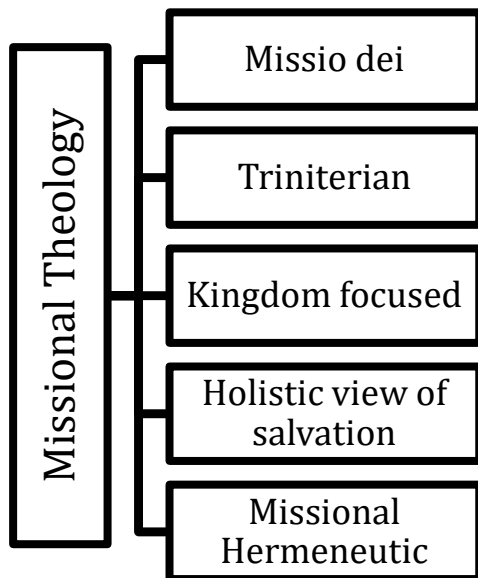 Missional Theology
Missio dei
Triniterian
Kingdom focused
Holistic view of
salvation
Missional
Hermeneutic